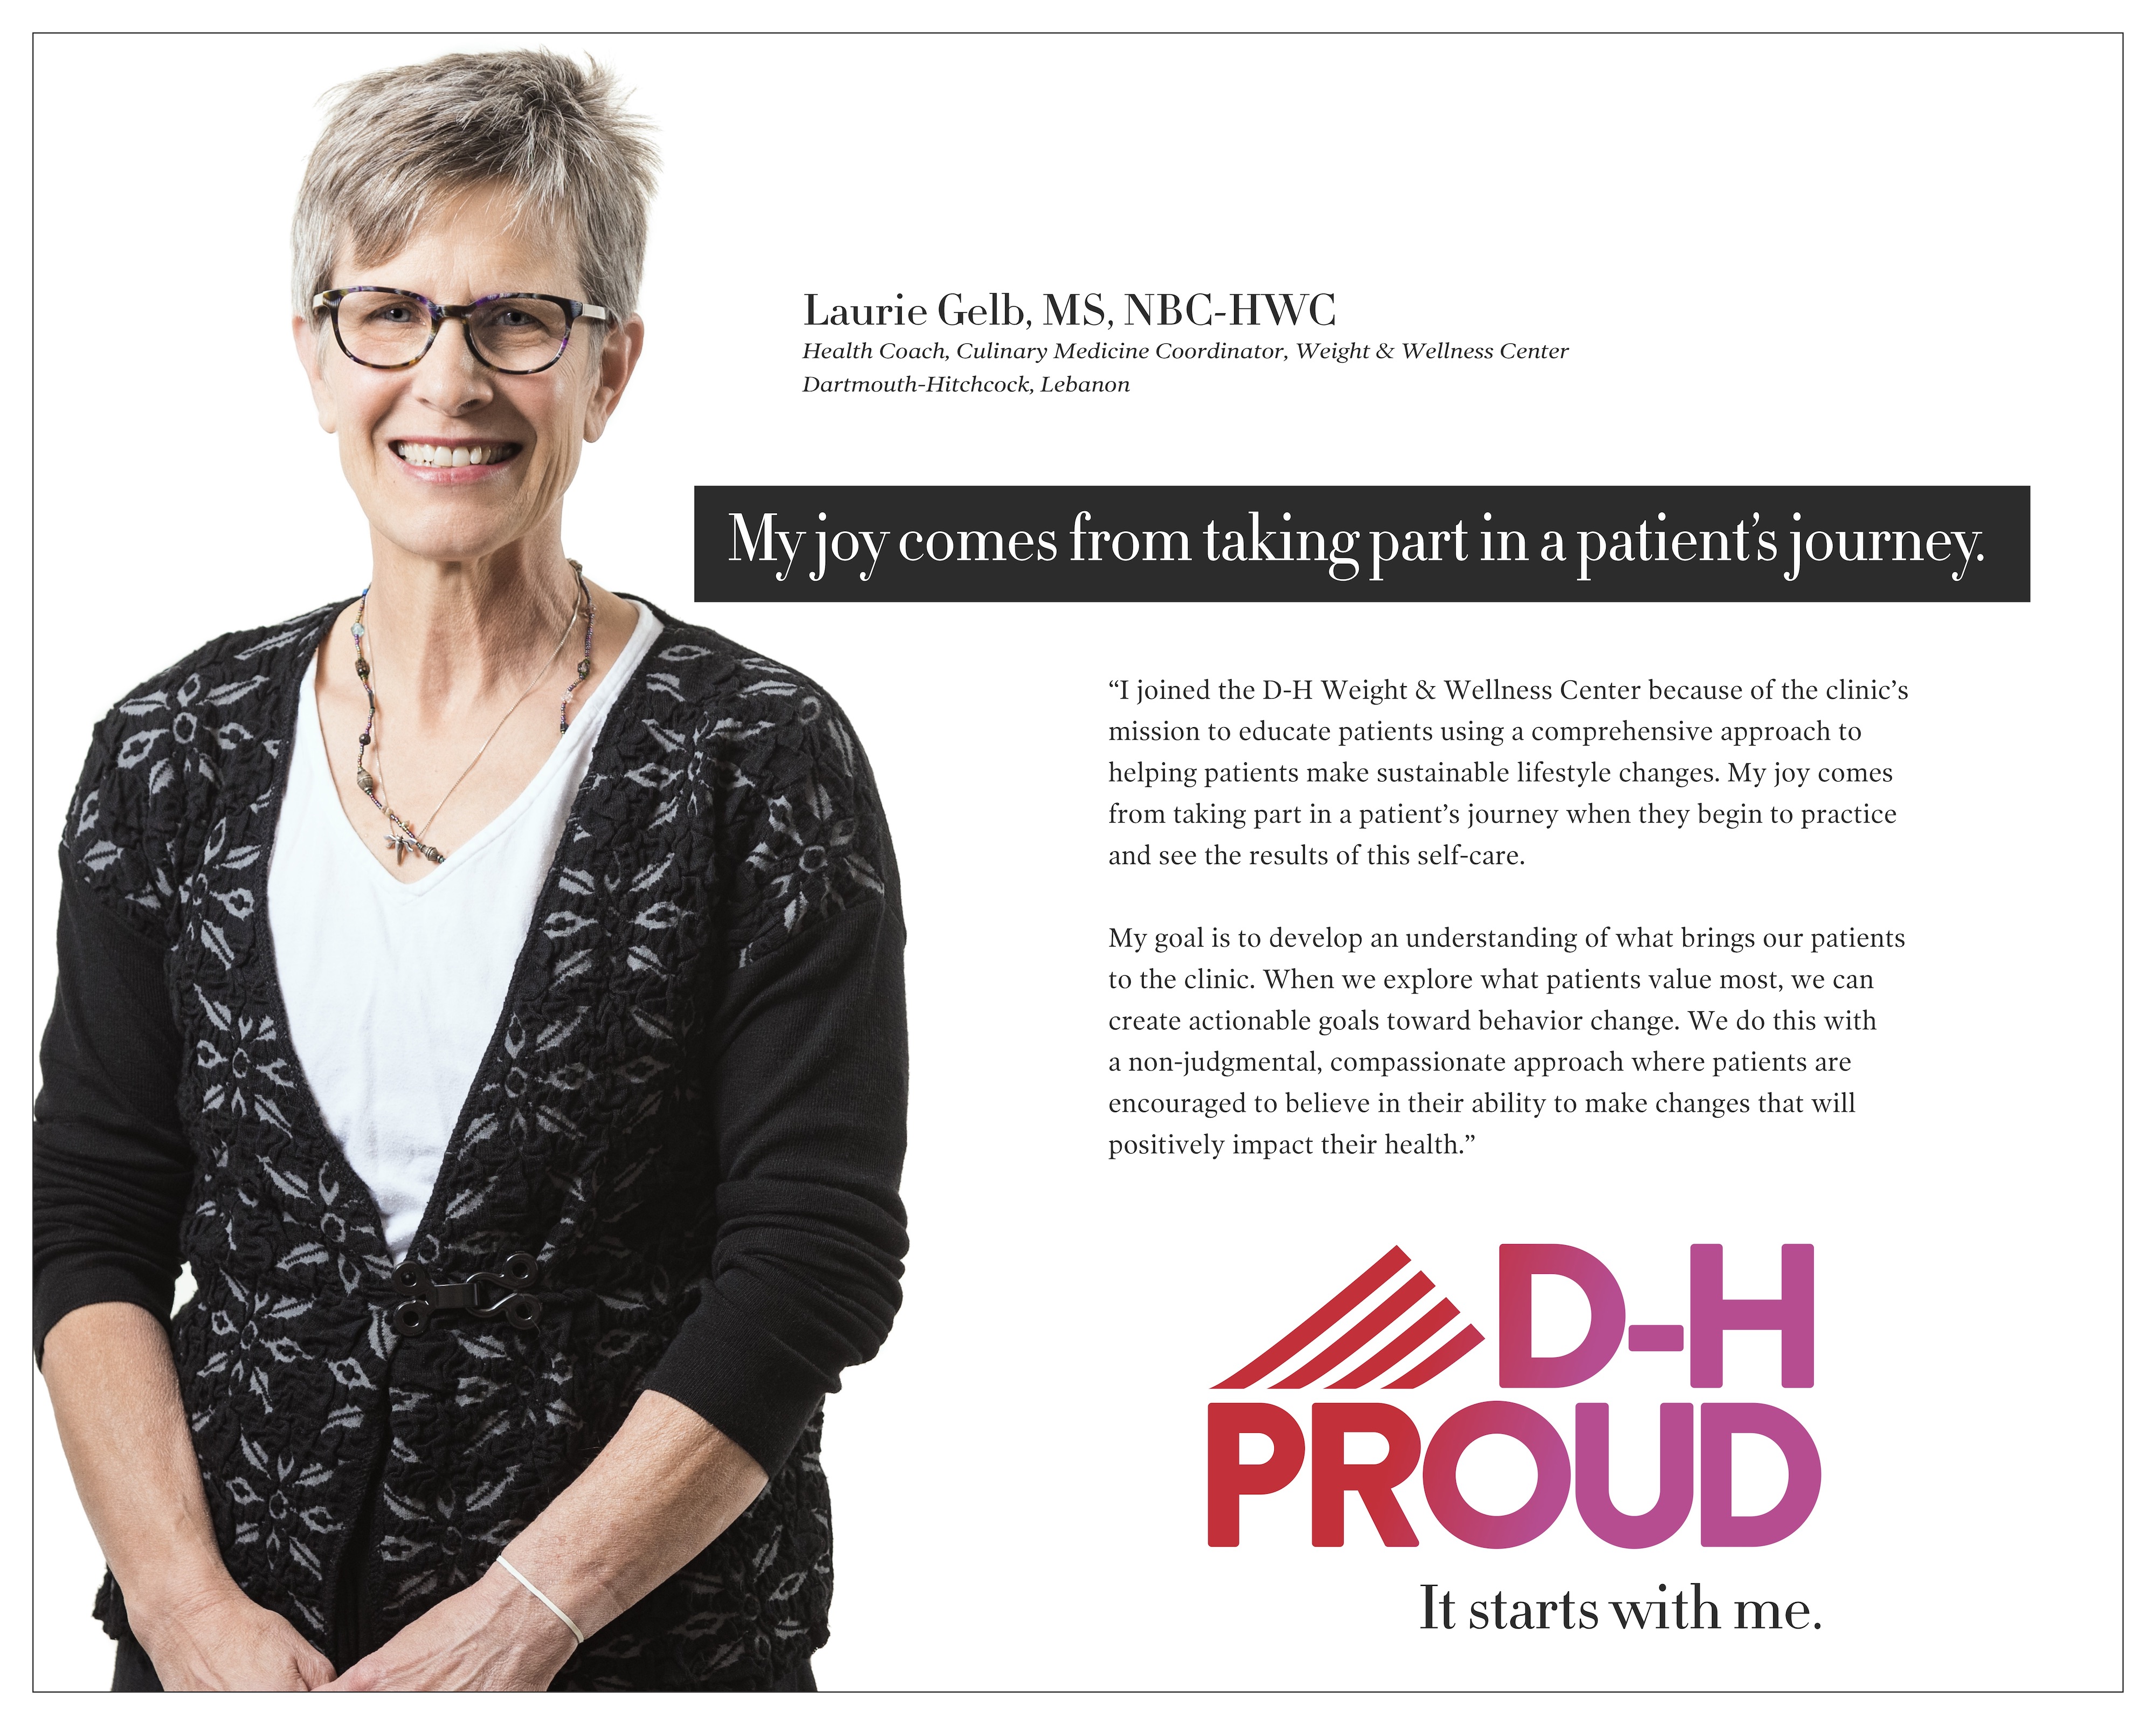 Laurie Gelb, MS, NBC-HWC
Health Coach, Culinary Medicine Coordinator, Weight & Wellness Center
Dartmouth-Hitchcock, Lebanon
My joy comes from taking part in a patient’s journey.
“I joined the D-H Weight & Wellness Center because of the clinic’s
mission to educate patients using a comprehensive approach to
helping patients make sustainable lifestyle changes. My joy comes
from taking part in a patient’s journey when they begin to practice
and see the results of this self-care.
My goal is to develop an understanding of what brings our patients
to the clinic. When we explore what patients value most, we can
create actionable goals toward behavior change. We do this with
a non-judgmental, compassionate approach where patients are
encouraged to believe in their ability to make changes that will
positively impact their health.”
D-H
PROUD
It starts with me.